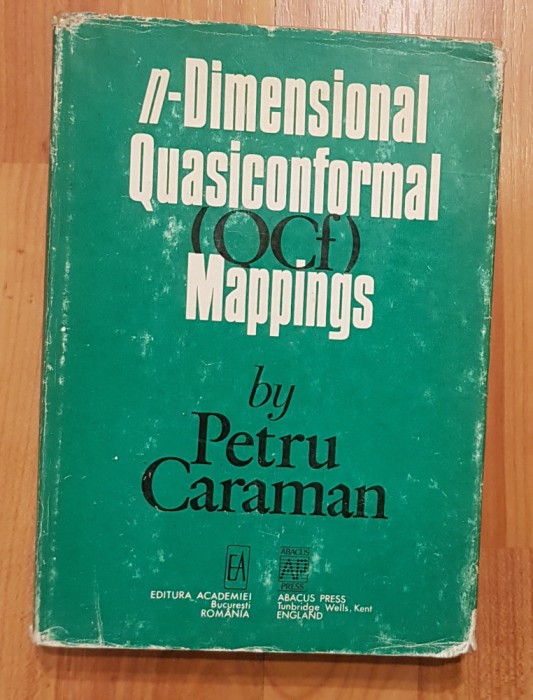 n-Dimensional
Quasiconformal
(QCf)
Mappings
by
Petru
Caraman
EA
EDITURA ACADEMIEI
București
ROMÂNIA
ABACUS
AP
PRESS
ABACUS PRESS
Tunbridge Wells, Kent
ENGLAND